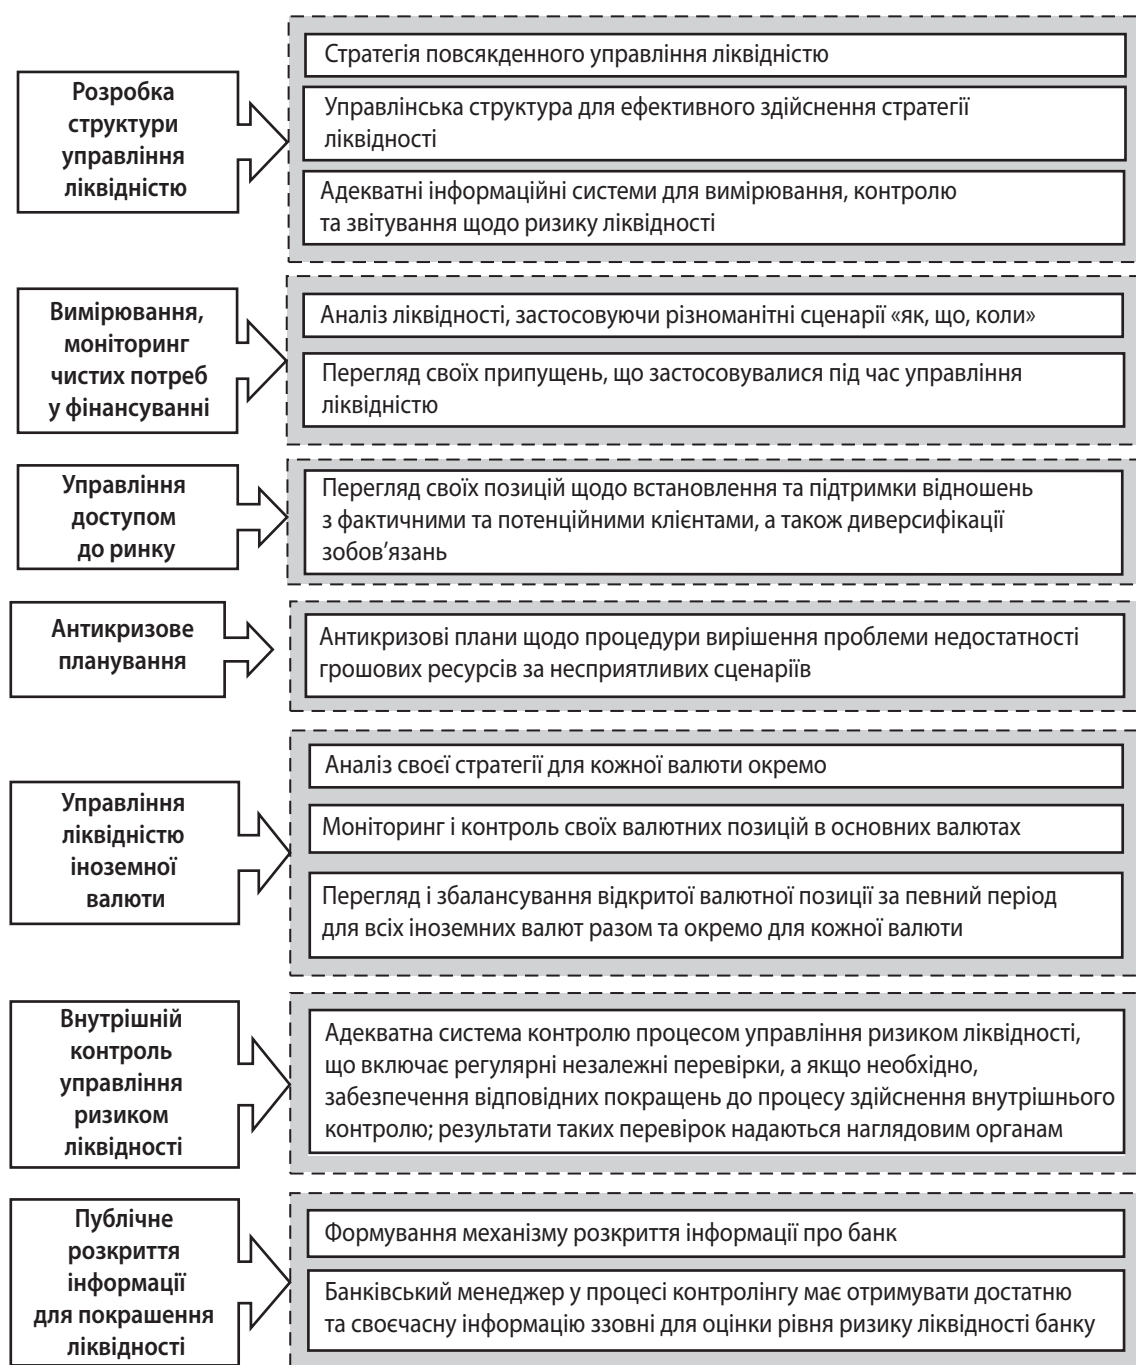 Розробка
структури
управління
ліквідністю
Стратегія повсякденного управління ліквідністю
Управлінська структура для ефективного здійснення стратегії
ліквідності
Адекватні інформаційні системи для вимірювання, контролю
та звітування щодо ризику ліквідності
Вимірювання,
моніторинг
чистих потреб
у фінансуванні
Аналіз ліквідності, застосовуючи різноманітні сценарії «як, що, коли»
Перегляд своїх припущень, що застосовувалися під час управління
ліквідністю
Управління
доступом
до ринку
Перегляд своїх позицій щодо встановлення та підтримки відношень
з фактичними та потенційними клієнтами, а також диверсифікації
зобов’язань
Антикризове
планування
Антикризові плани щодо процедури вирішення проблеми недостатності
грошових ресурсів за несприятливих сценаріїв
Управління
ліквідністю
іноземної
валюти
Аналіз своєї стратегії для кожної валюти окремо
Моніторинг і контроль своїх валютних позицій в основних валютах
Перегляд і збалансування відкритої валютної позиції за певний період
для всіх іноземних валют разом та окремо для кожної валюти
Внутрішній
контроль
управління
ризиком
ліквідності
Адекватна система контролю процесом управління ризиком ліквідності,
що включає регулярні незалежні перевірки, а якщо необхідно,
забезпечення відповідних покращень до процесу здійснення внутрішнього
контролю; результати таких перевірок надаються наглядовим органам
Публічне
розкриття
інформації
для покрашення
ліквідності
Формування механізму розкриття інформації про банк
Банківський менеджер у процесі контролінгу має отримувати достатню
та своєчасну інформацію ззовні для оцінки рівня ризику ліквідності банку